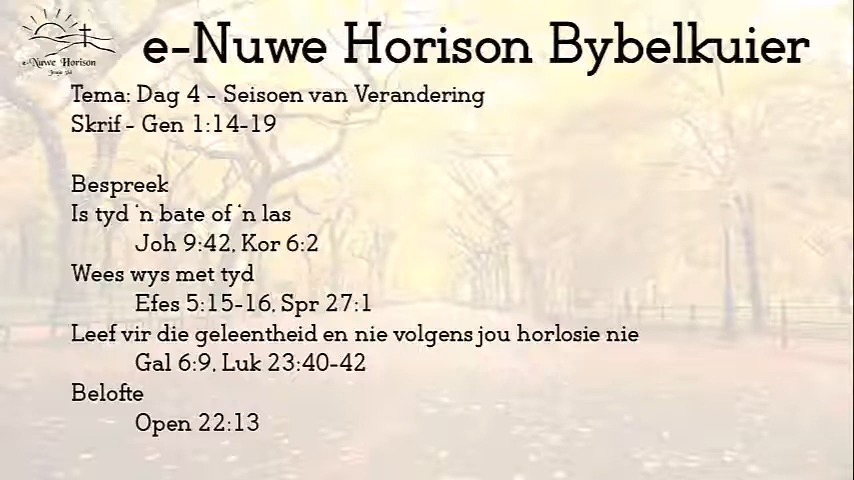 e-Nuwe Horison
e-Nuwe Horison Bybelkuier
Tema: Dag 4 - Seisoen van Verandering
Skrif - Gen 1:14-19
Bespreek
Is tyd 'n bate of 'n las
Joh 9:42, Kor 6:2
Wees wys met tyd
Efes 5:15-16, Spr 27:1
Leef vir die geleentheid en nie volgens jou horlosie nie
Gal 6:9, Luk 23:40-42
Belofte
Open 22:13